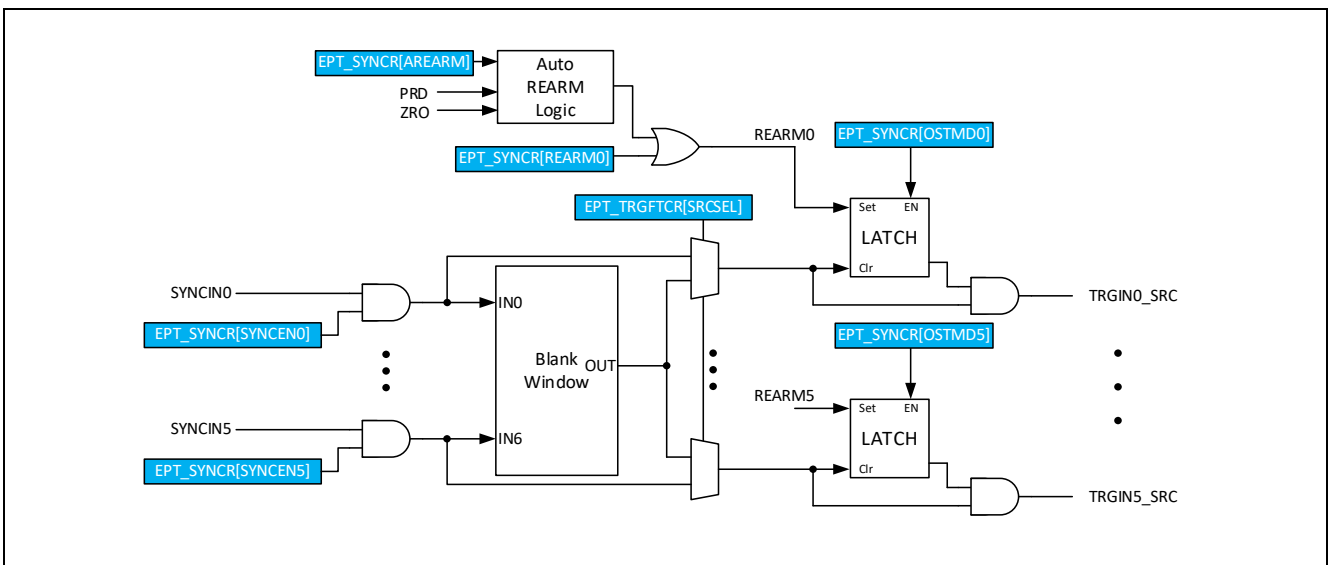 EPT_SYNCR[AREARM]
Auto
REARM
Logic
PRD
ZRO
EPT_SYNCR[REARM0]
REARM0
EPT_SYNCR[OSTMD0]
EPT_TRGFTCR[SRCSEL]
Set
EN
LATCH
Clr
SYNCIN0
EPT_SYNCR[SYNCEN0]
IN0
TRGIN0_SRC
Blank
Window
OUT
EPT_SYNCR[OSTMD5]
REARM5
Set
EN
LATCH
Clr
SYNCIN5
EPT_SYNCR[SYNCEN5]
IN6
TRGIN5_SRC